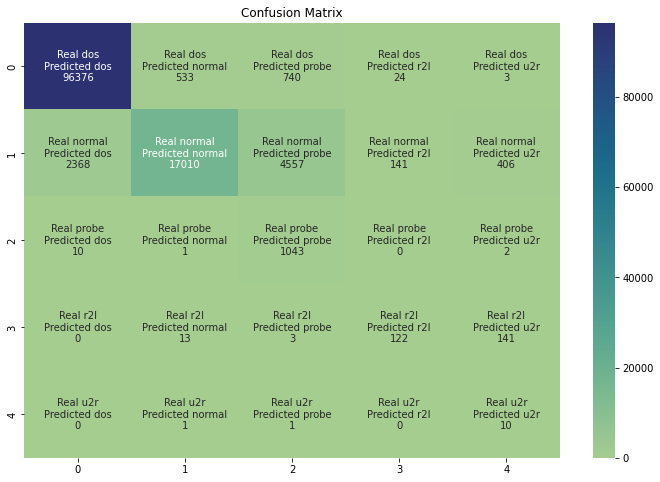 Confusion Matrix
Real dos
Predicted dos
96376
Real dos
Predicted normal
533
Real dos
Predicted probe
740
Real dos
Predicted r2l
24
Real dos
Predicted u2r
3
Real normal
Predicted dos
2368
Real normal
Predicted normal
17010
Real normal
Predicted probe
4557
Real normal
Predicted r2l
141
Real normal
Predicted u2r
406
Real probe
Predicted dos
10
Real probe
Predicted normal
1
Real probe
Predicted probe
1043
Real probe
Predicted r2l
0
Real probe
Predicted u2r
2
Real r2l
Predicted dos
0
Real r2l
Predicted normal
13
Real r2l
Predicted probe
3
Real r2l
Predicted r2l
122
Real r2l
Predicted u2r
141
Real u2r
Predicted dos
0
Real u2r
Predicted normal
1
Real u2r
Predicted probe
1
Real u2r
Predicted r2l
0
Real u2r
Predicted u2r
10
0
1
2
3
4
0
1
2
3
4
80000
60000
40000
20000
0